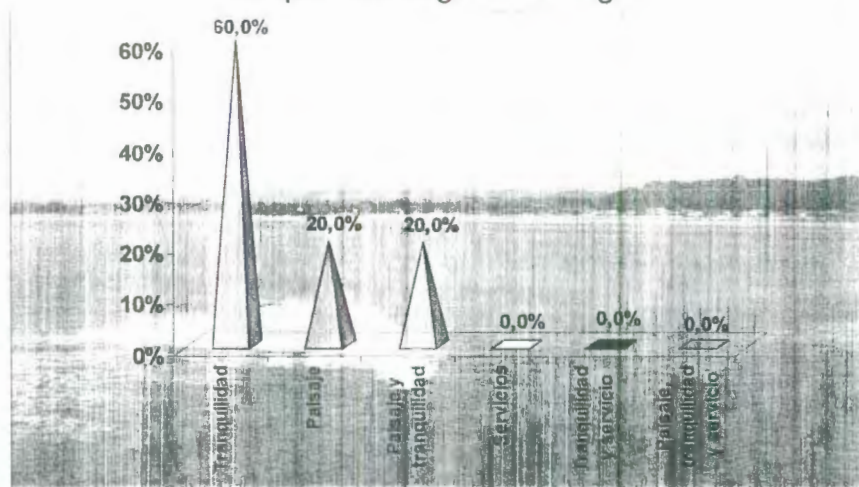 60,0%
60%
50%
40%
30%
20%
10%
0%
20,0%
20,0%
0,0%
0,0%
0,0%
Tranquilidad
Paisaje
Paisaje y
tranquilidad
Servicios
Tranquilidad
y servicio
Paisaje,
tranquilidad
y servicio